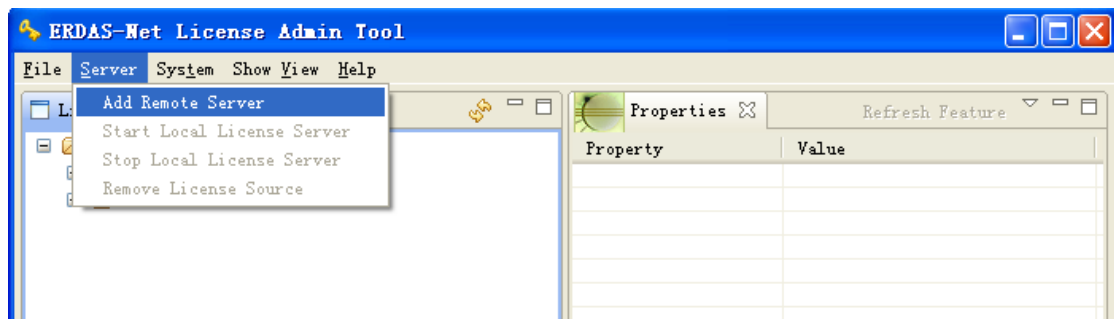 ERDAS-Net License Admin Tool
File Server System Show View Help
Add Remote Server
Start Local License Server
Stop Local License Server
Remove License Source
Properties Refresh Feature
Property Value